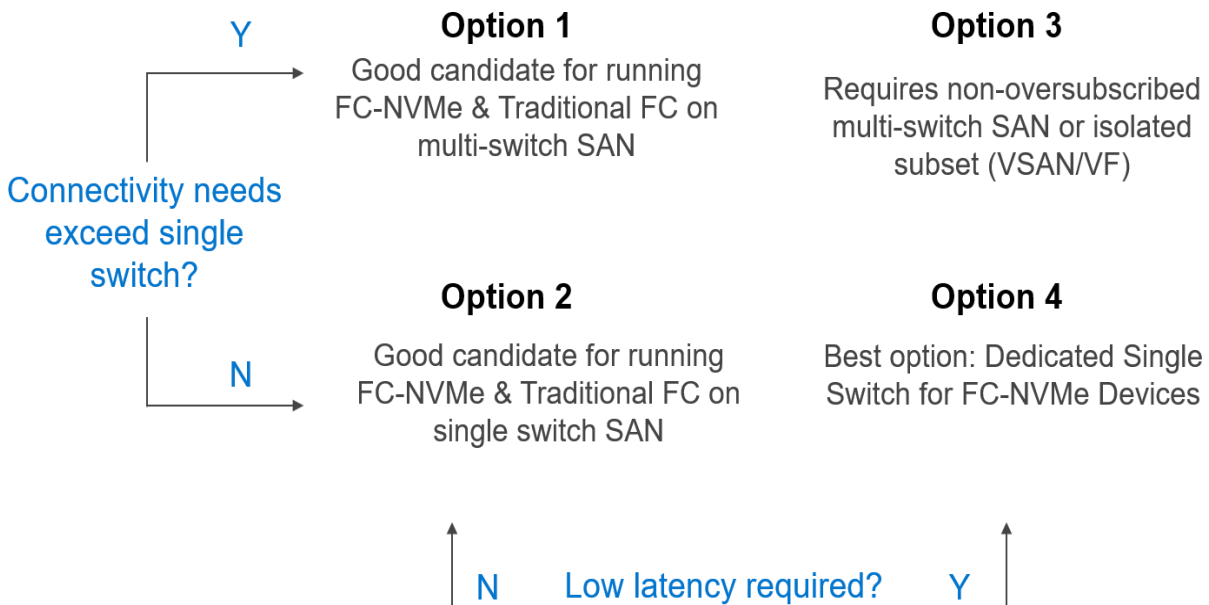 Y
Option 1
Good candidate for running
FC-NVMe & Traditional FC on
multi-switch SAN
Option 3
Requires non-oversubscribed
multi-switch SAN or isolated
subset (VSAN/VF)
Connectivity needs
exceed single
switch?
Option 2
Good candidate for running
FC-NVMe & Traditional FC on
single switch SAN
Option 4
Best option: Dedicated Single
Switch for FC-NVMe Devices
N
N
Low latency required?
Y